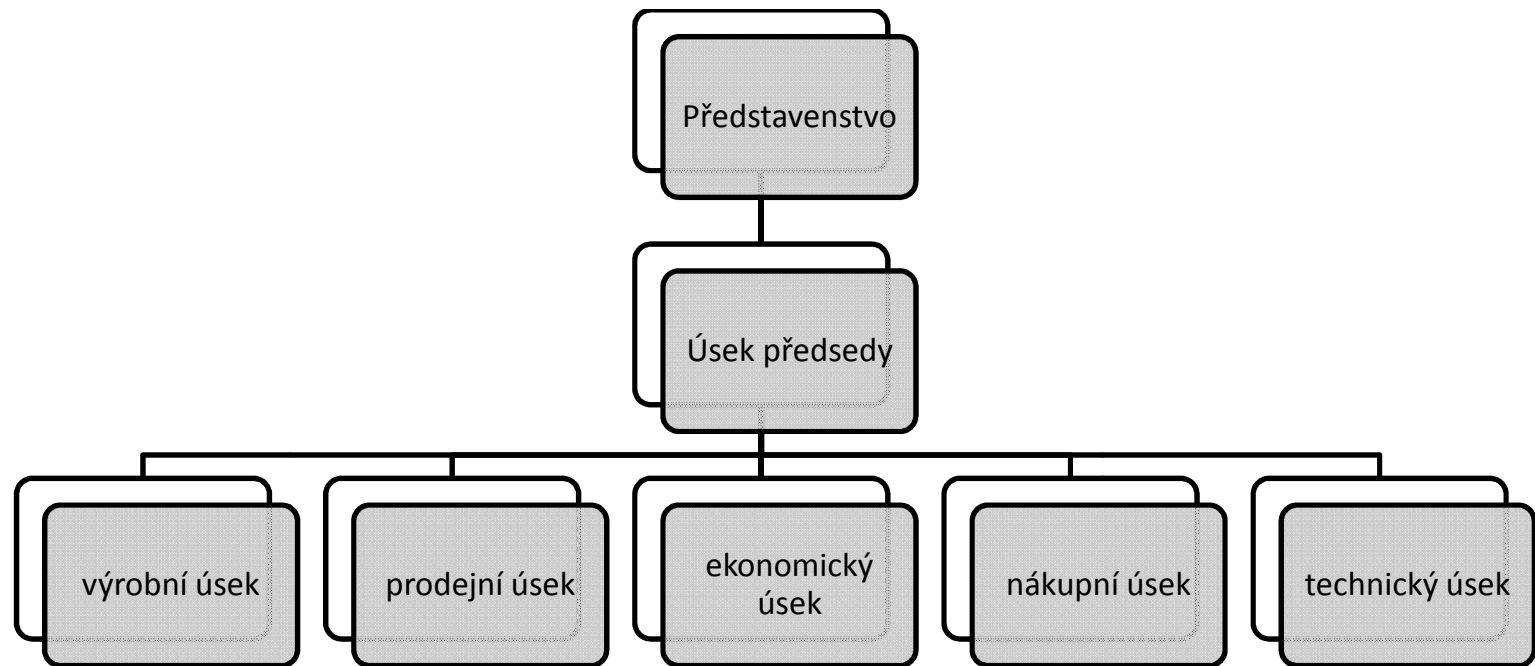 Představenstvo
Úsek předsedy
výrobní úsek
prodejní úsek
ekonomický
úsek
nákupní úsek
technický úsek